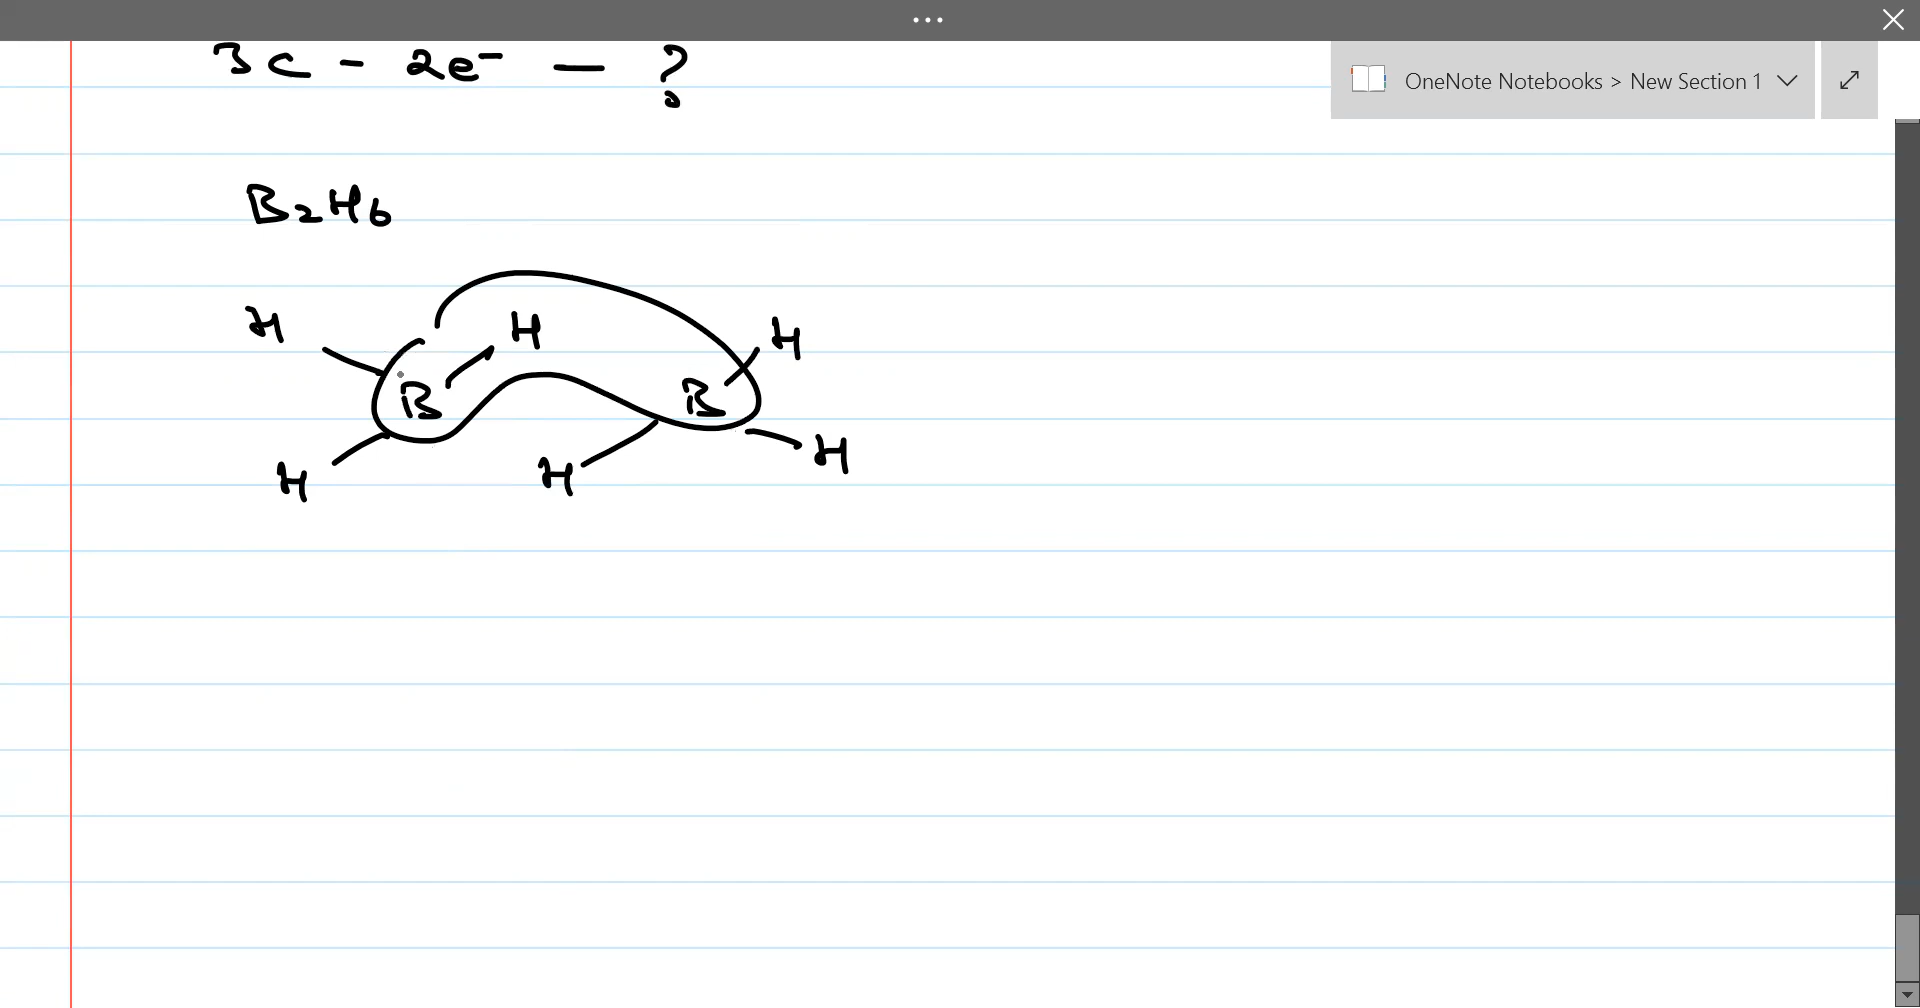 3c - 2e⁻ — ?
OneNote Notebooks > New Section 1
B₂H₆
H H H
B B
H H H